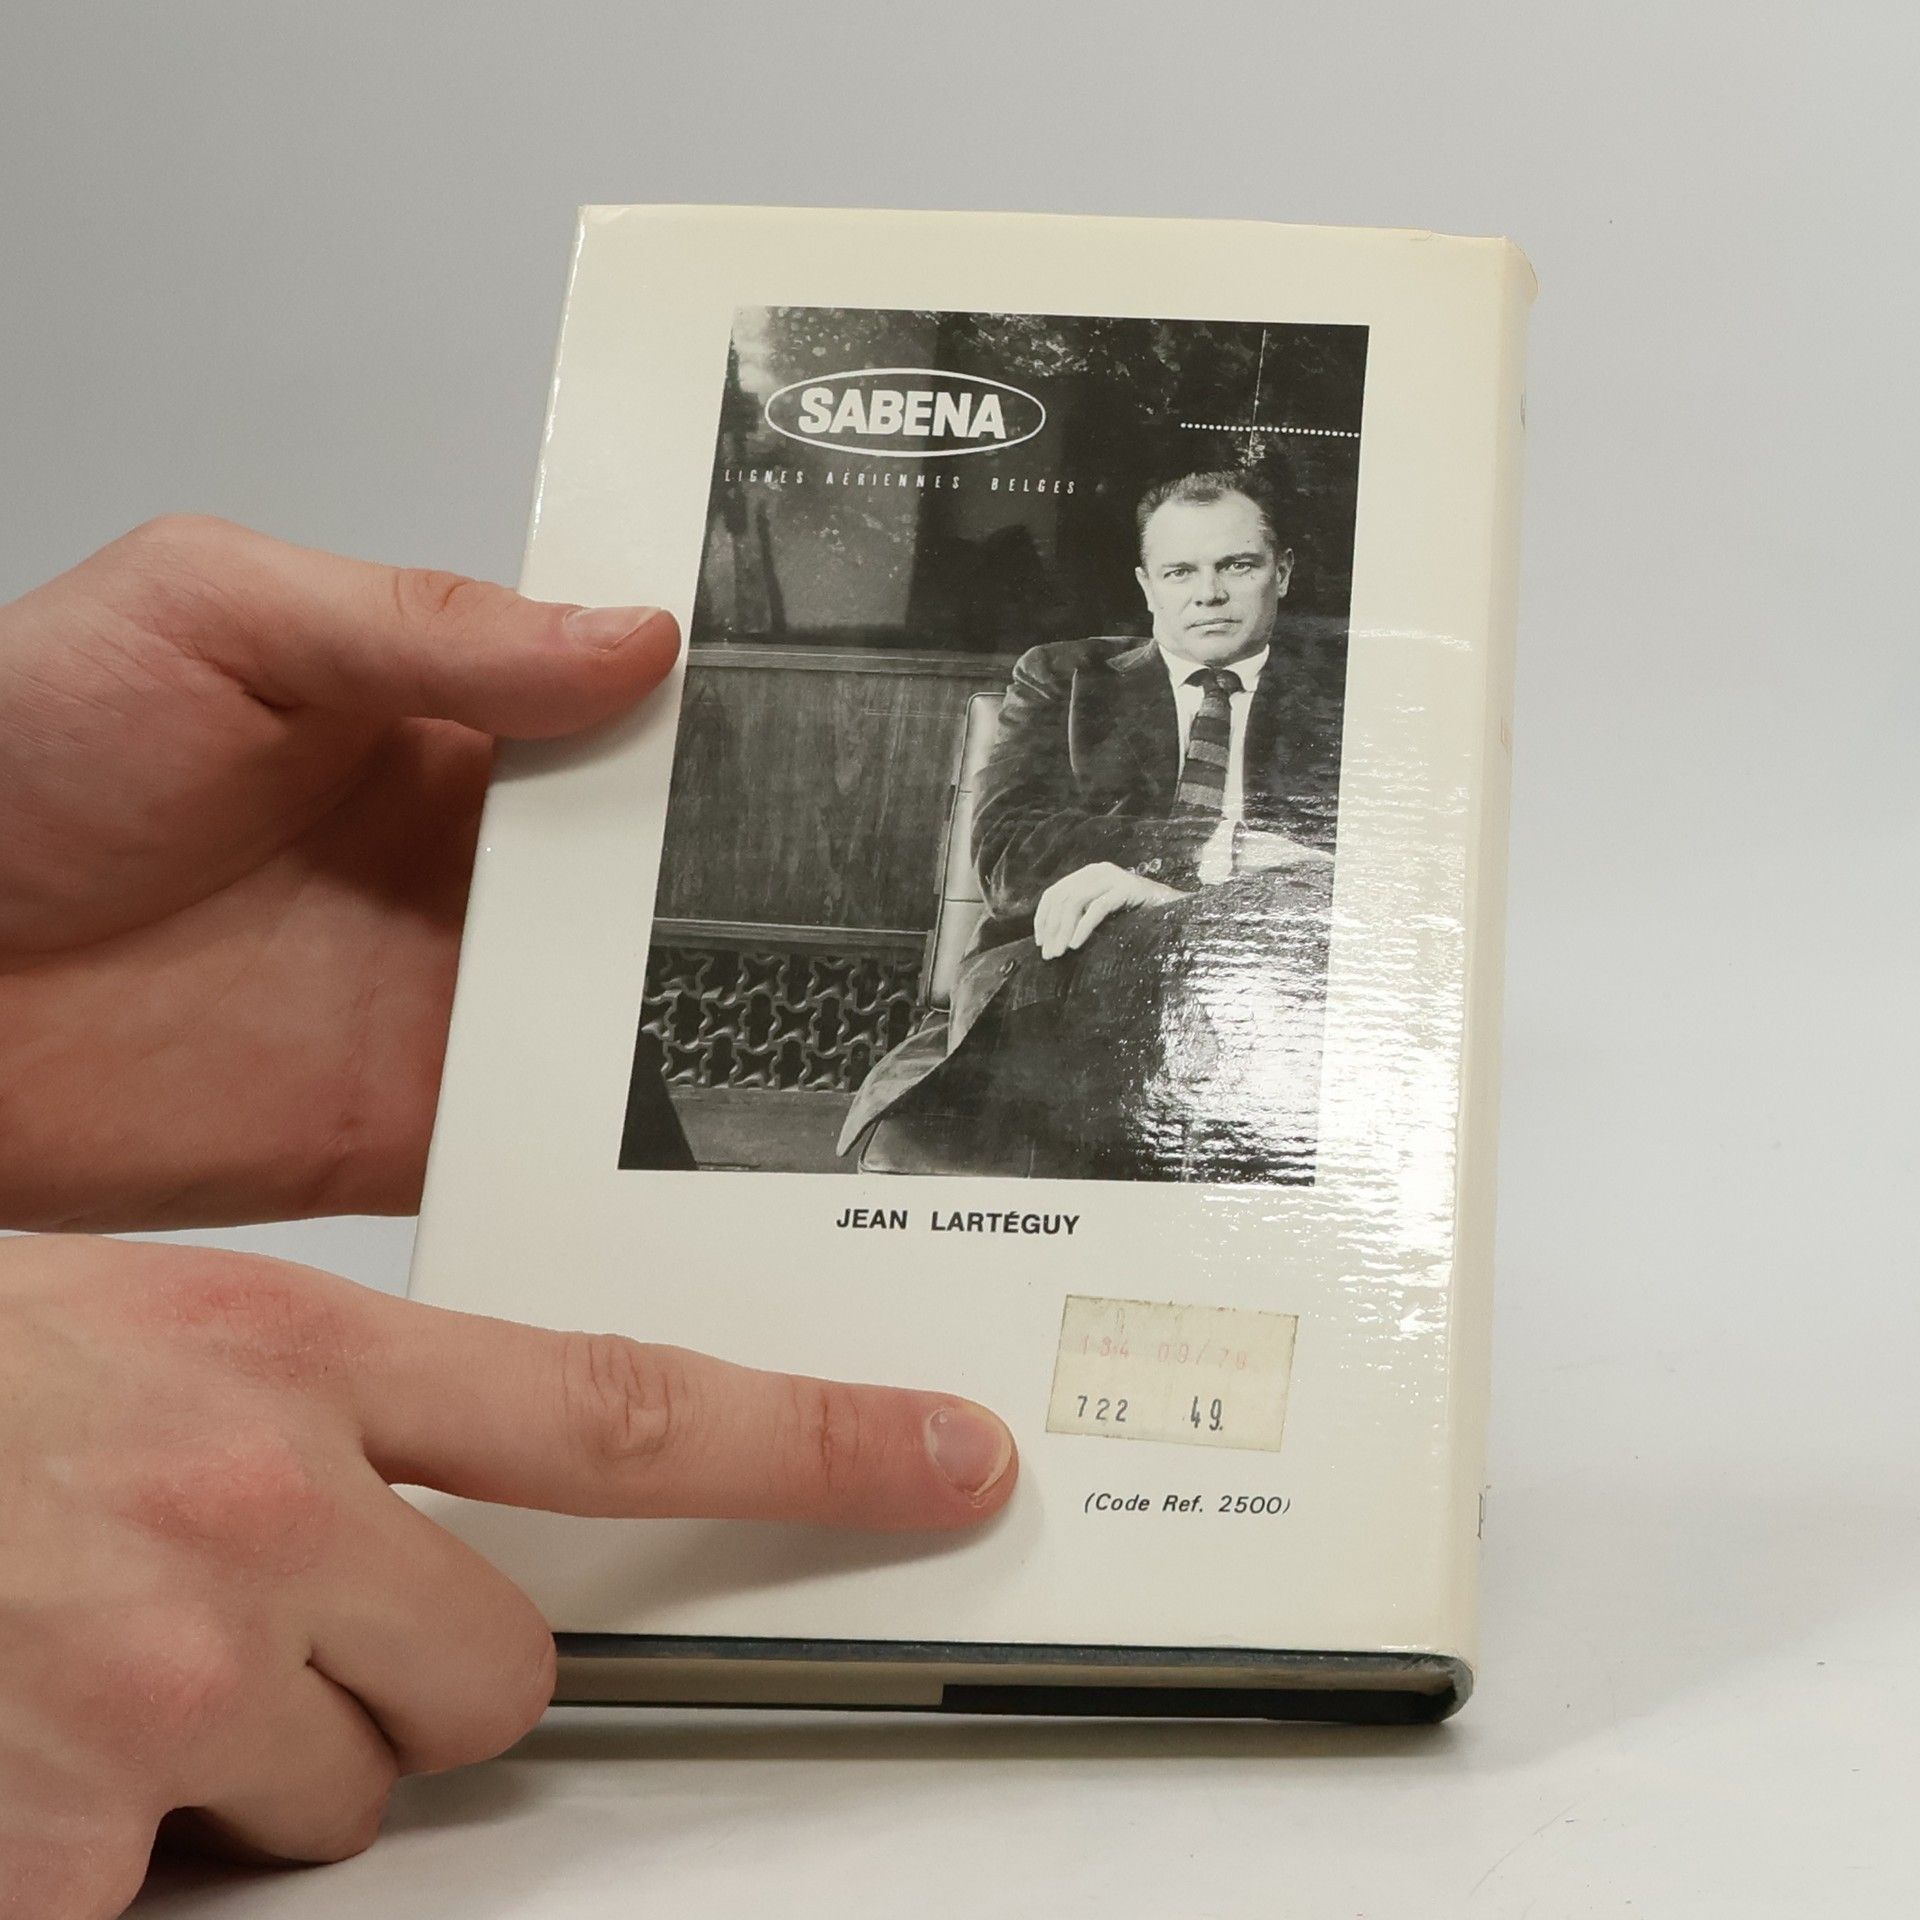 SABENA
LIGNES AÉRIENNES BELGES
JEAN LARTÉGUY
722 49.
(Code Ref. 2500)